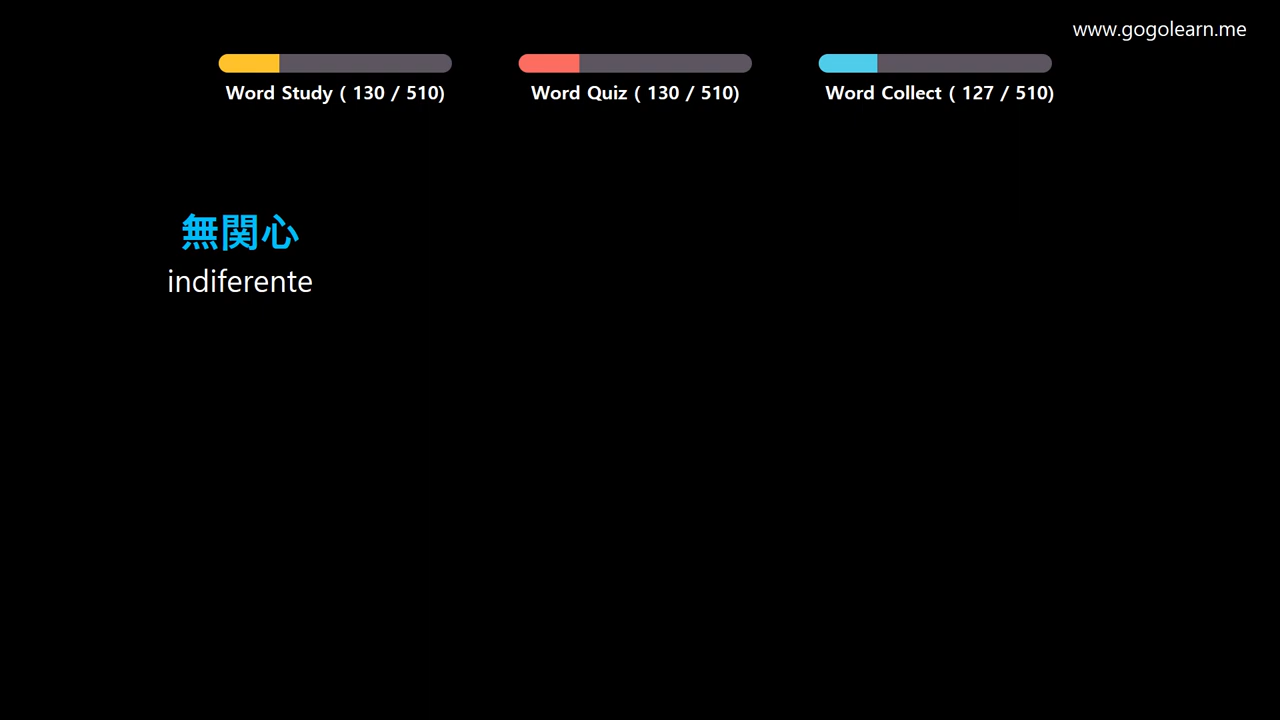 www.gogolearn.me
Word Study ( 130 / 510)
Word Quiz ( 130 / 510)
Word Collect ( 127 / 510)
無関心
indiferente